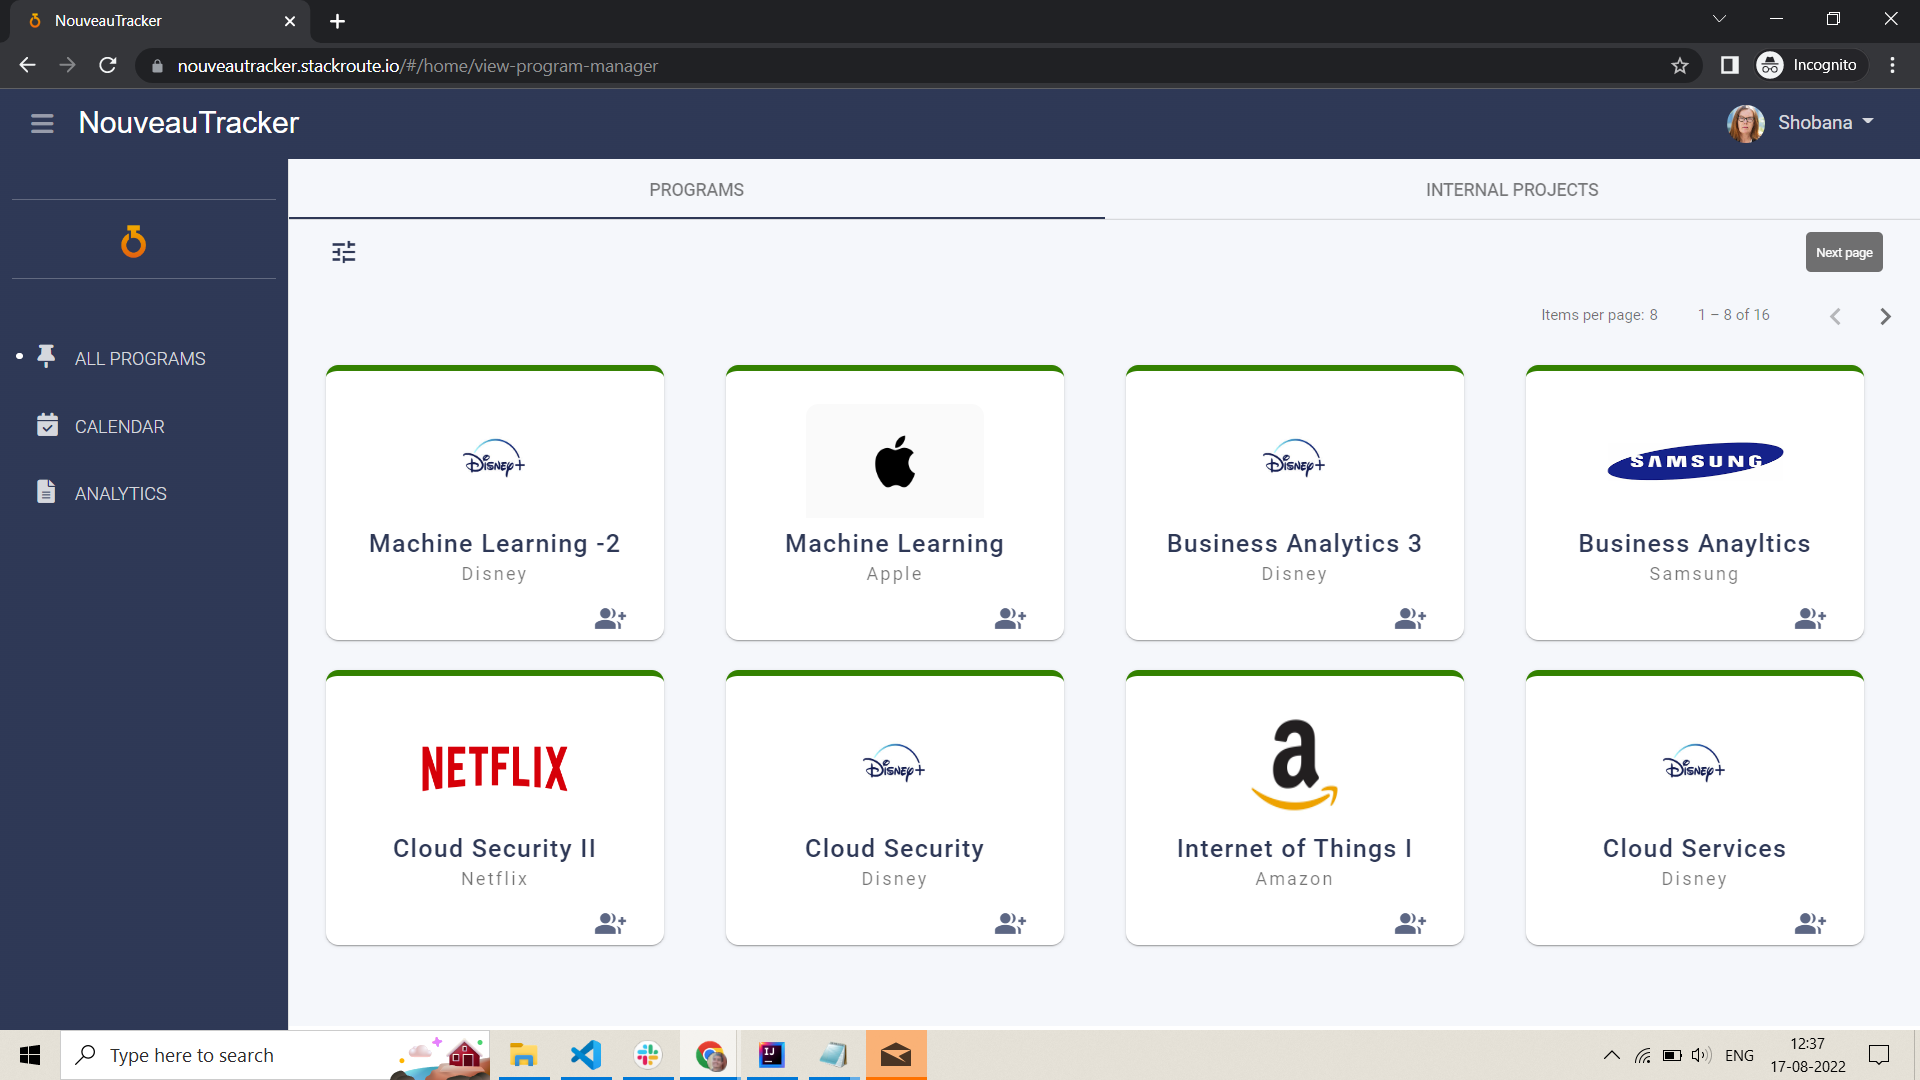 NouveauTracker
nouveautracker.stackroute.io/#/home/view-program-manager
Incognito
NouveauTracker
Shobana
PROGRAMS
INTERNAL PROJECTS
Next page
Items per page: 8
1 – 8 of 16
ALL PROGRAMS
CALENDAR
ANALYTICS
Disney+
Machine Learning -2
Disney
Machine Learning
Apple
Disney+
Business Analytics 3
Disney
SAMSUNG
Business Anayltics
Samsung
NETFLIX
Cloud Security II
Netflix
Disney+
Cloud Security
Disney
a
Internet of Things I
Amazon
Disney+
Cloud Services
Disney
Type here to search
IJ
ENG
12:37
17-08-2022